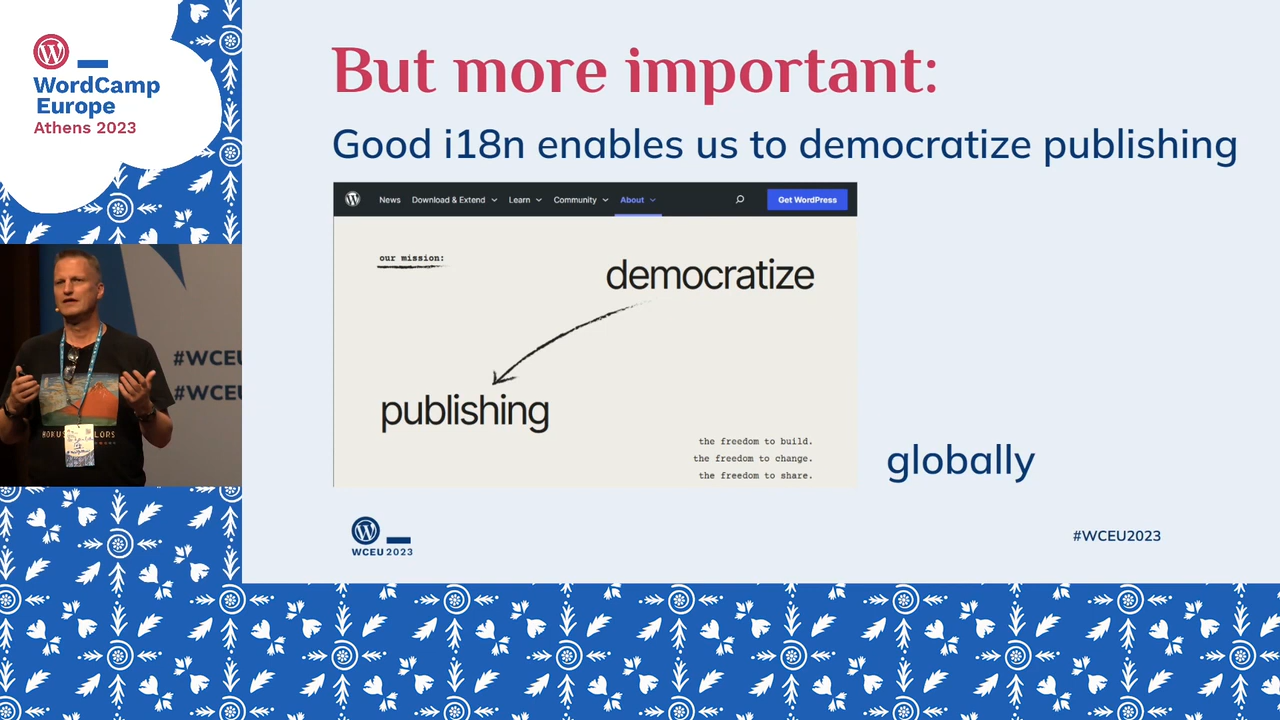 WordCamp
Europe
Athens 2023
But more important:
Good i18n enables us to democratize publishing
News Download & Extend Learn Community About Get WordPress
our mission:
democratize
publishing
the freedom to build.
the freedom to change.
the freedom to share.
globally
WCEU 2023
#WCEU2023
#WCEU
#WCEU